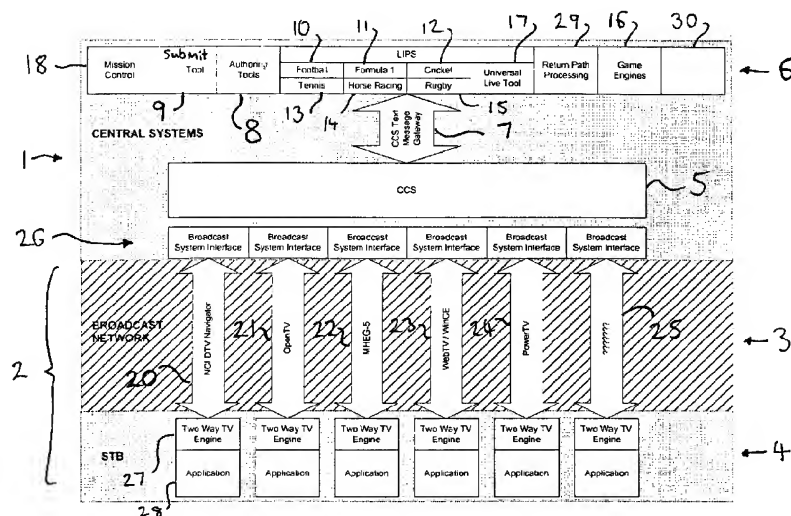 10 11 12 17 29 16 30
18 Mission Control Submit Tool Authoring Tools LIPS Return Path Processing Game Engines 6
Football Formula 1 Cricket Universal Live Tool
Tennis Horse Racing Rugby
9 8 13 14 15
CENTRAL SYSTEMS CCS Text Message Gateway 7
1
CCS 5
26 Broadcast System Interface Broadcast System Interface Broadcast System Interface Broadcast System Interface Broadcast System Interface Broadcast System Interface
BROADCAST NETWORK
2
20 NCI DTV Navigator 21 OpenTV 22 MHEG-5 23 WebTV / WinCE 24 PowerTV ??????? 25
3
STB
27 Two Way TV Engine Two Way TV Engine Two Way TV Engine Two Way TV Engine Two Way TV Engine Two Way TV Engine
4
28 Application Application Application Application Application Application